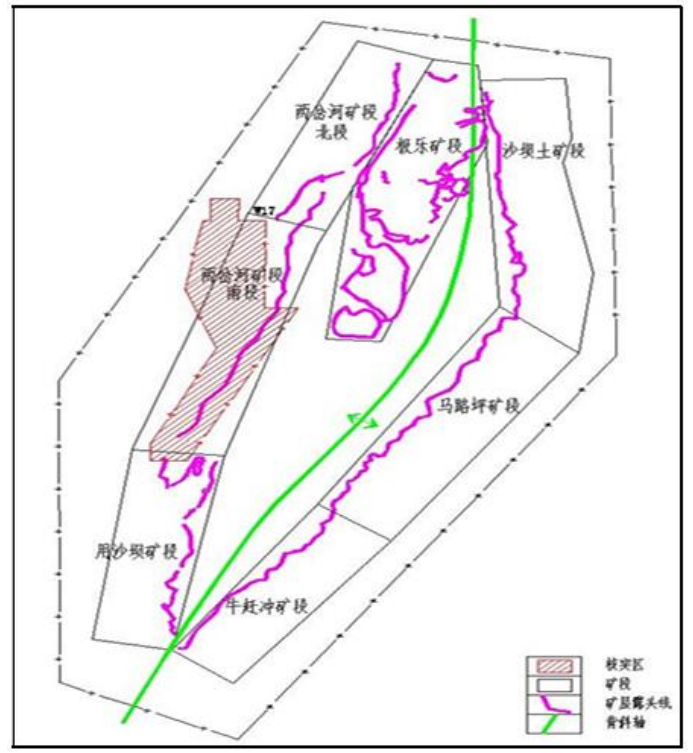 两岔河矿段
北段
极乐矿段
沙坝土矿段
W17
两岔河矿段
南段
马路坪矿段
用沙坝矿段
牛赶冲矿段
核实区
矿段
矿层露头线
背斜轴